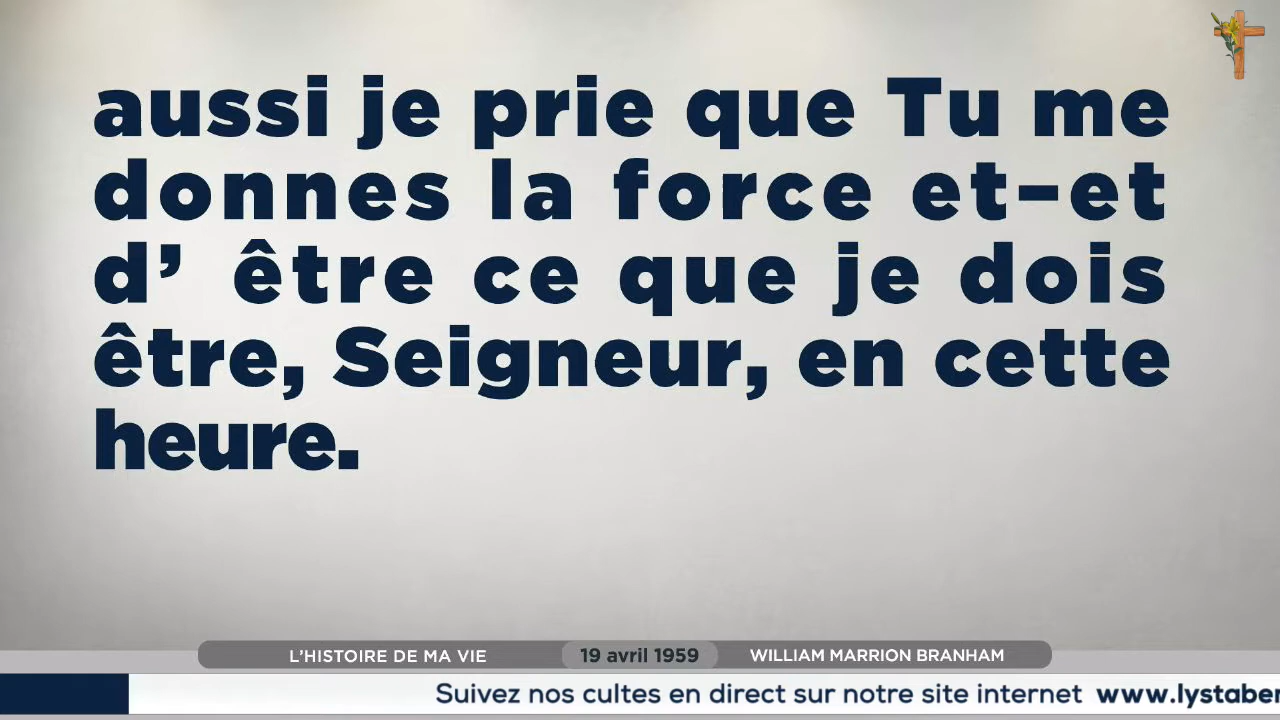 aussi je prie que Tu me
donnes la force et–et
d’ être ce que je dois
être, Seigneur, en cette
heure.
L’HISTOIRE DE MA VIE 19 avril 1959 WILLIAM MARRION BRANHAM
Suivez nos cultes en direct sur notre site internet www.lystaber